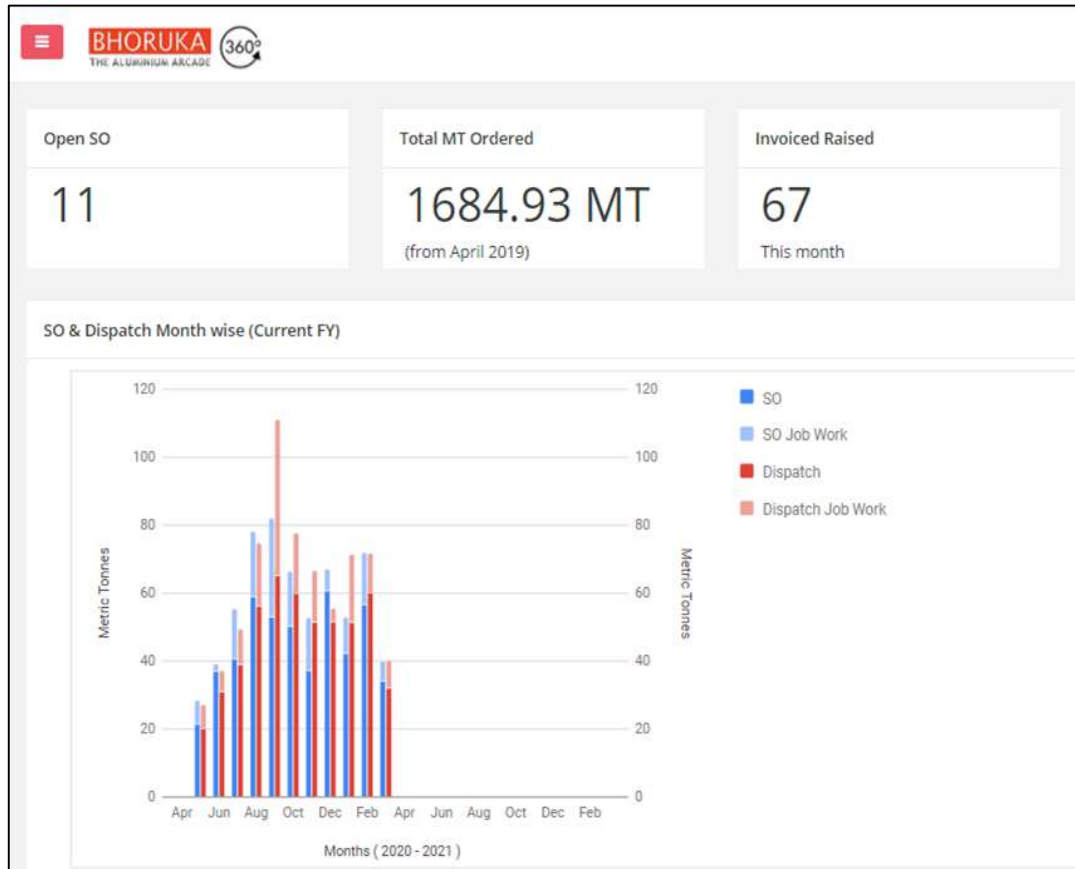 BHORUKA 360°
THE ALUMINIUM ARCADE
Open SO
11
Total MT Ordered
1684.93 MT
(from April 2019)
Invoiced Raised
67
This month
SO & Dispatch Month wise (Current FY)
Metric Tonnes
120
100
80
60
40
20
0
120
100
80
60
40
20
0
Metric Tonnes
Apr Jun Aug Oct Dec Feb Apr Jun Aug Oct Dec Feb
Months ( 2020 - 2021 )
SO
SO Job Work
Dispatch
Dispatch Job Work